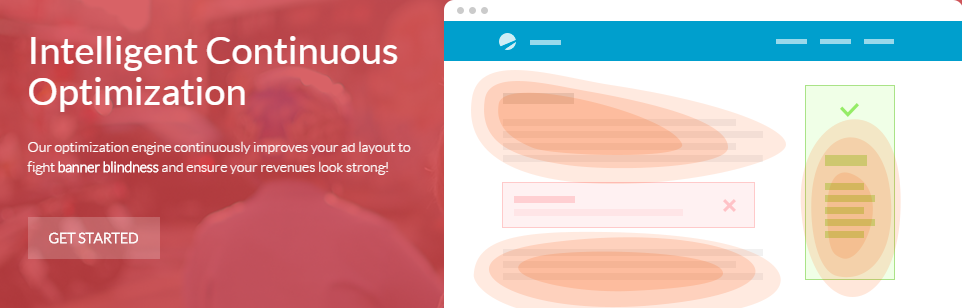 Intelligent Continuous
Optimization
Our optimization engine continuously improves your ad layout to
fight banner blindness and ensure your revenues look strong!
GET STARTED